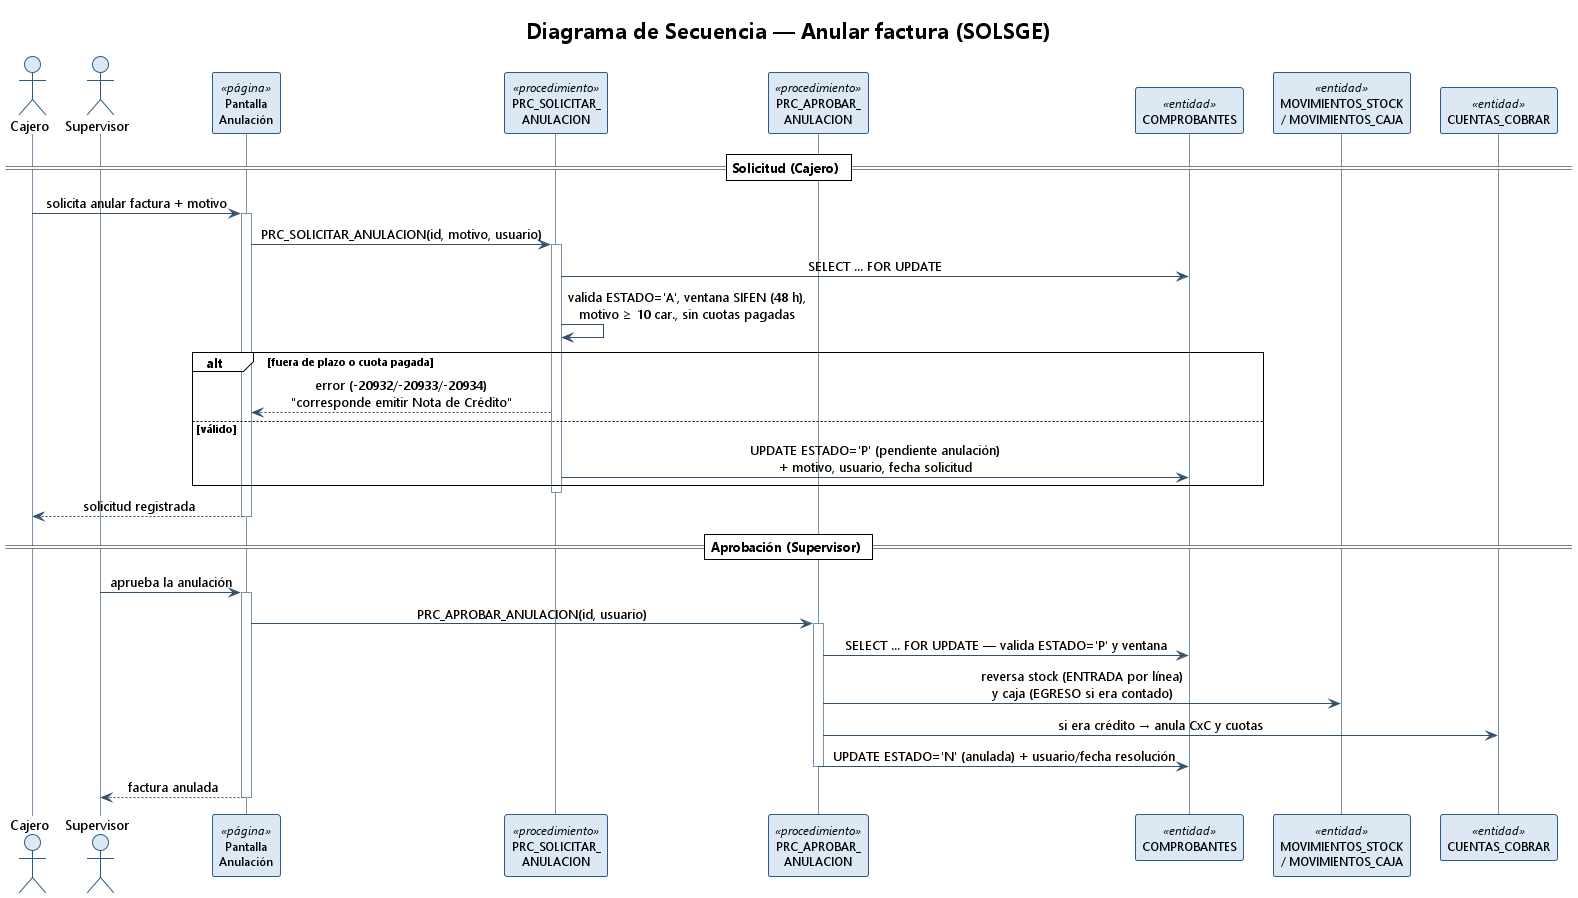 Diagrama de Secuencia — Anular factura (SOLSGE)
Cajero
Supervisor
«página»
Pantalla
Anulación
«procedimiento»
PRC_SOLICITAR_
ANULACION
«procedimiento»
PRC_APROBAR_
ANULACION
«entidad»
COMPROBANTES
«entidad»
MOVIMIENTOS_STOCK
/ MOVIMIENTOS_CAJA
«entidad»
CUENTAS_COBRAR
Solicitud (Cajero)
solicita anular factura + motivo
PRC_SOLICITAR_ANULACION(id, motivo, usuario)
SELECT ... FOR UPDATE
valida ESTADO='A', ventana SIFEN (48 h),
motivo ≥ 10 car., sin cuotas pagadas
alt
[fuera de plazo o cuota pagada]
error (-20932/-20933/-20934)
"corresponde emitir Nota de Crédito"
[válido]
UPDATE ESTADO='P' (pendiente anulación)
+ motivo, usuario, fecha solicitud
solicitud registrada
Aprobación (Supervisor)
aprueba la anulación
PRC_APROBAR_ANULACION(id, usuario)
SELECT ... FOR UPDATE — valida ESTADO='P' y ventana
reversa stock (ENTRADA por línea)
y caja (EGRESO si era contado)
si era crédito → anula CxC y cuotas
UPDATE ESTADO='N' (anulada) + usuario/fecha resolución
factura anulada
Cajero
Supervisor
«página»
Pantalla
Anulación
«procedimiento»
PRC_SOLICITAR_
ANULACION
«procedimiento»
PRC_APROBAR_
ANULACION
«entidad»
COMPROBANTES
«entidad»
MOVIMIENTOS_STOCK
/ MOVIMIENTOS_CAJA
«entidad»
CUENTAS_COBRAR